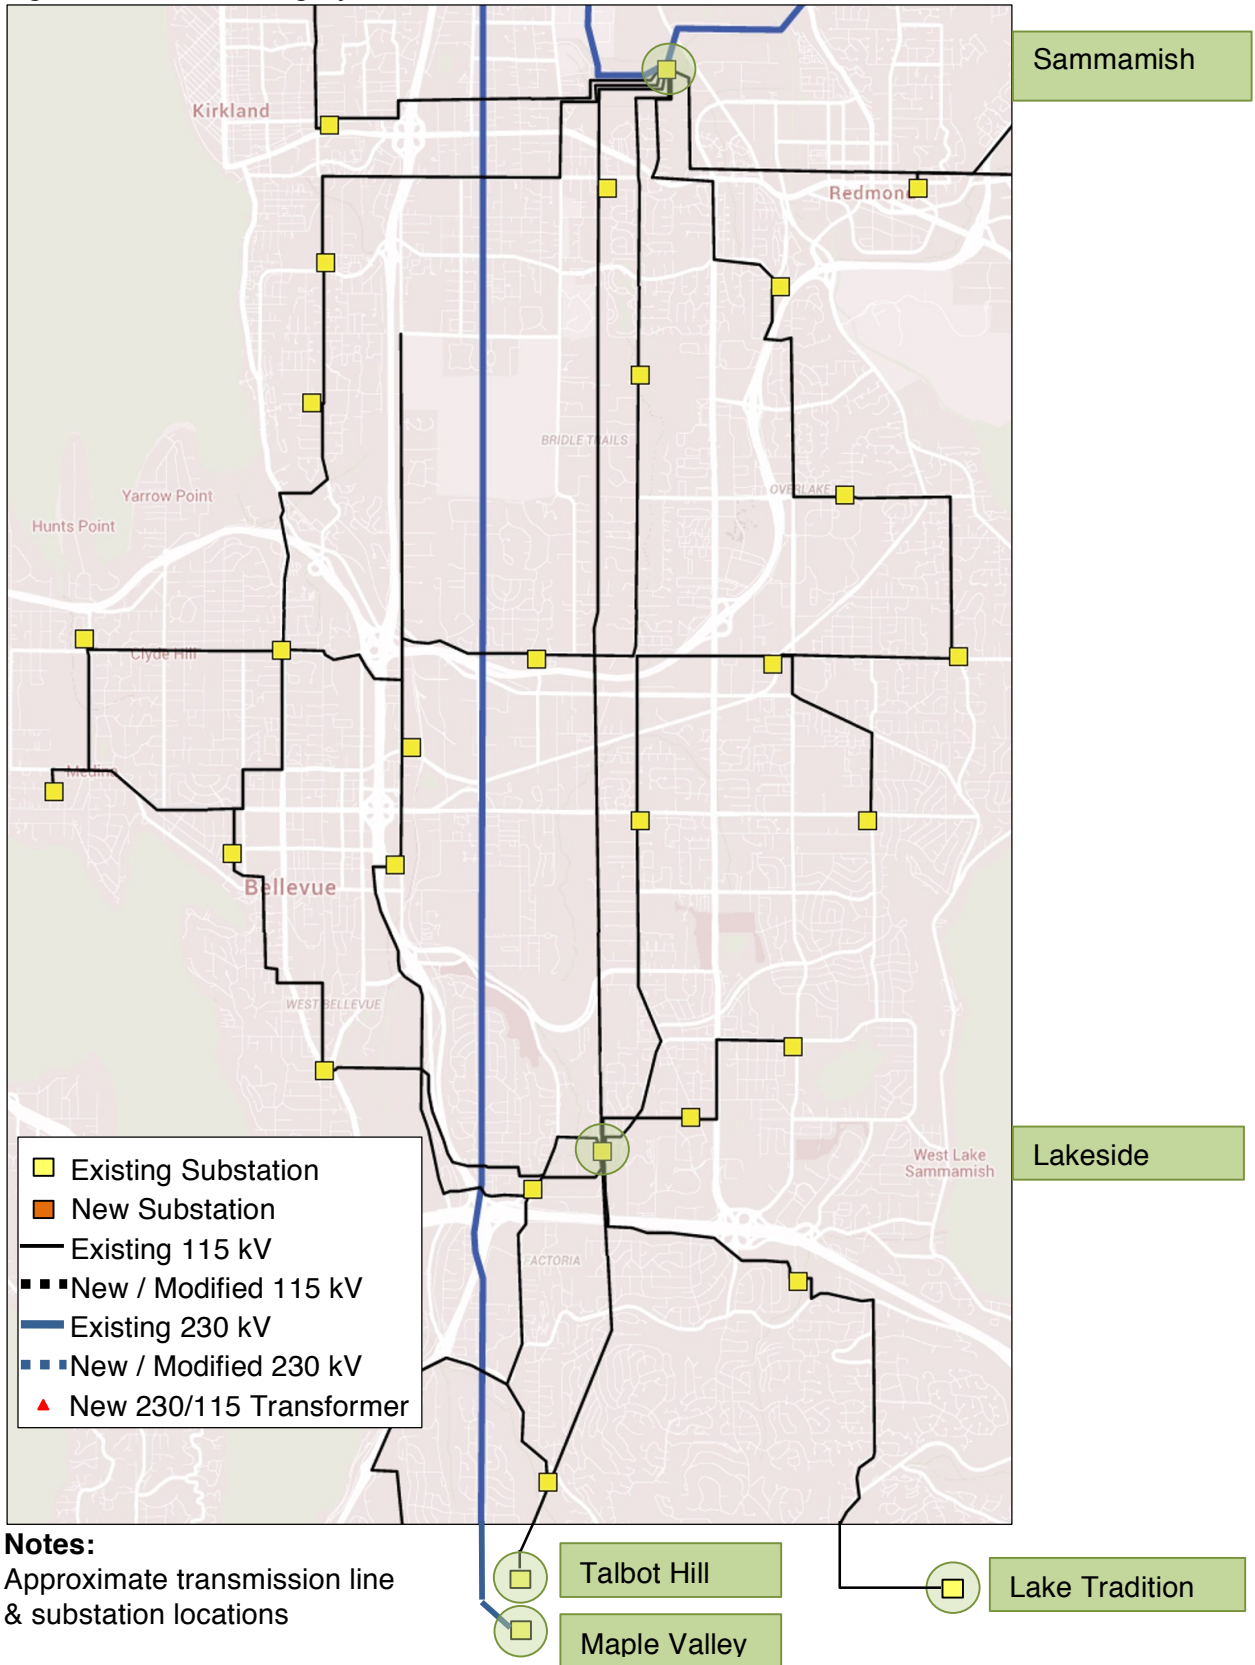 Sammamish
Kirkland
Redmond
BRIDLE TRAILS
Yarrow Point
OVERLAKE
Hunts Point
Clyde Hill
Medina
Bellevue
WEST BELLEVUE
Lakeside
West Lake
Sammamish
Existing Substation
New Substation
Existing 115 kV
New / Modified 115 kV
Existing 230 kV
New / Modified 230 kV
New 230/115 Transformer
FACTORIA
Notes:
Approximate transmission line
& substation locations
Talbot Hill
Lake Tradition
Maple Valley